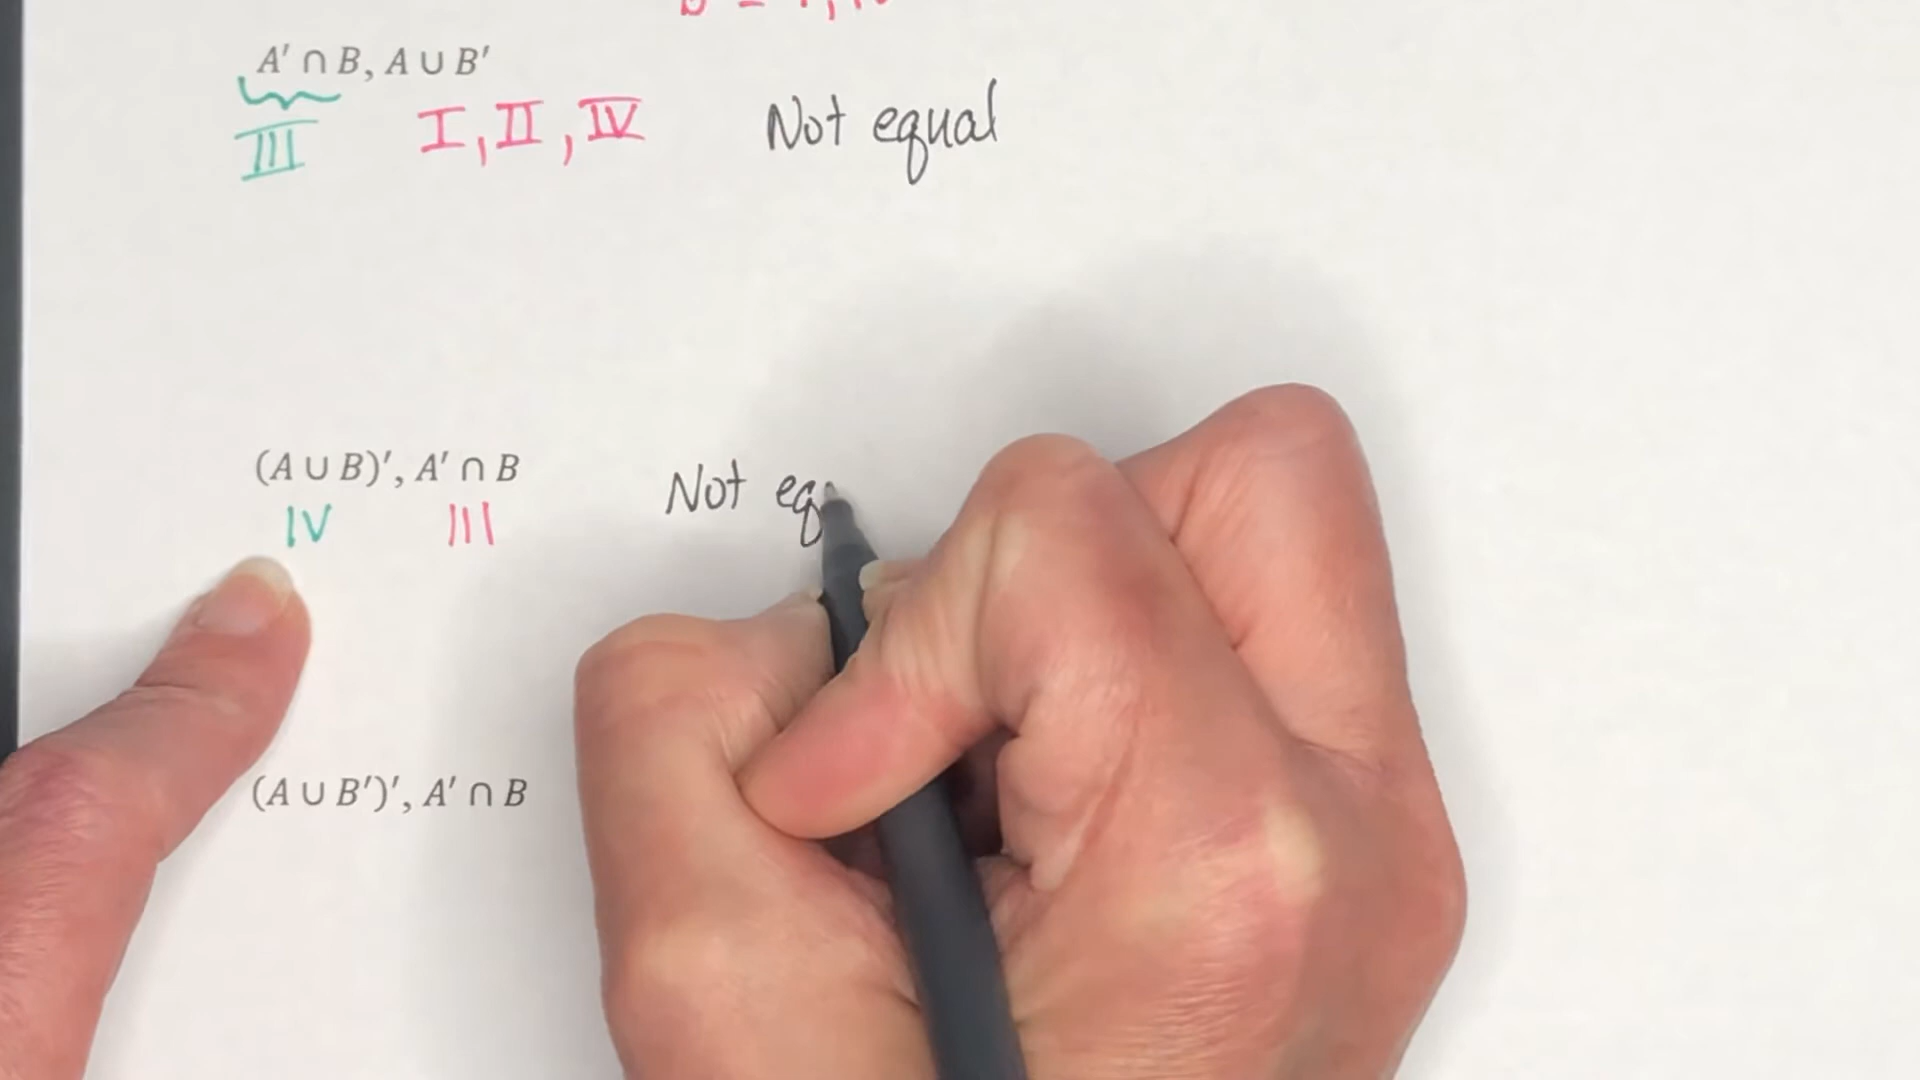 A′ ∩ B, A ∪ B′
III I, II, IV Not equal
(A ∪ B)′, A′ ∩ B Not eq
IV III
(A ∪ B′)′, A′ ∩ B